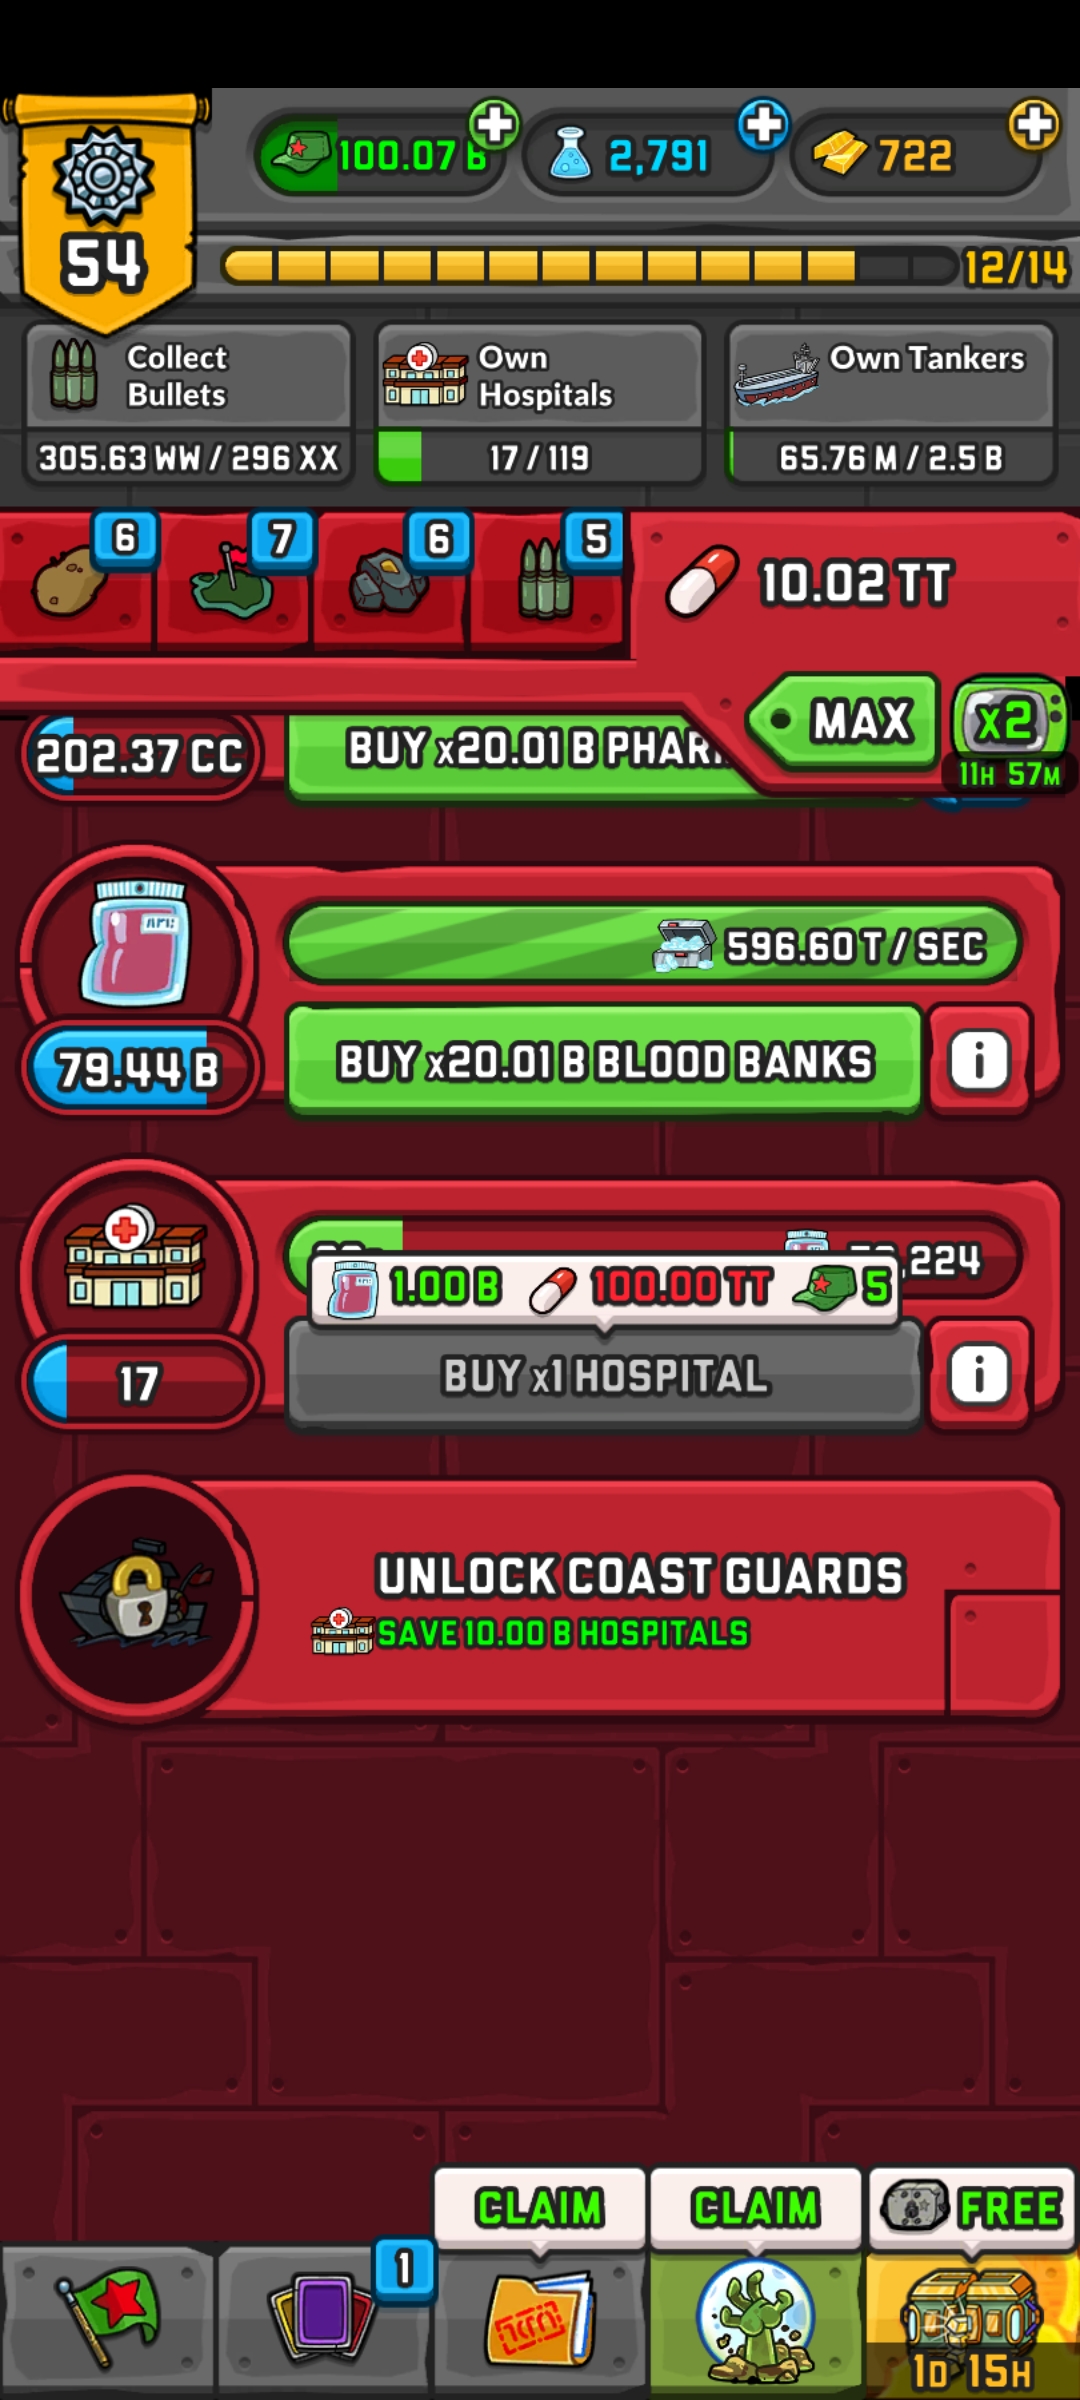 54
100.07 B
2,791
722
12/14
Collect
Bullets
305.63 WW / 296 XX
Own
Hospitals
17 / 119
Own Tankers
65.76 M / 2.5 B
6
7
6
5
10.02 TT
MAX
x2
11H 57M
202.37 CC
BUY x20.01 B PHAR
596.60 T / SEC
79.44 B
BUY x20.01 B BLOOD BANKS
i
,224
1.00 B
100.00 TT
5
17
BUY x1 HOSPITAL
i
UNLOCK COAST GUARDS
SAVE 10.00 B HOSPITALS
CLAIM
CLAIM
FREE
1
1D 15H